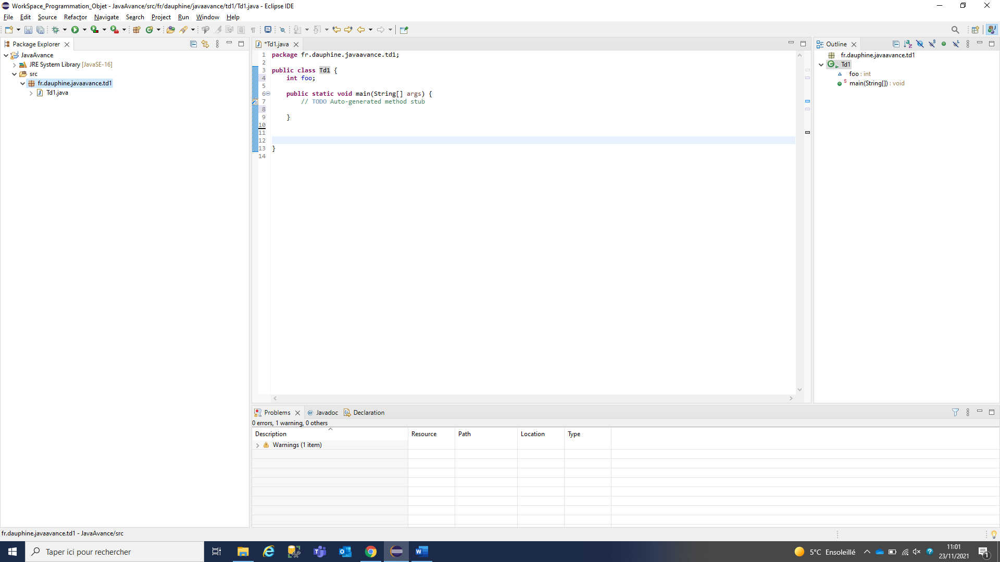 WorkSpace_Programmation_Objet - JavaAvance/src/fr/dauphine/javaavance/td1/Td1.java - Eclipse IDE
File Edit Source Refactor Navigate Search Project Run Window Help
Package Explorer
JavaAvance
JRE System Library [JavaSE-16]
src
fr.dauphine.javaavance.td1
Td1.java
*Td1.java
1 package fr.dauphine.javaavance.td1;
2
3 public class Td1 {
4 int foo;
5
6 public static void main(String[] args) {
7 // TODO Auto-generated method stub
8
9 }
10
11
12
13 }
14
Outline
fr.dauphine.javaavance.td1
Td1
foo : int
main(String[]) : void
Problems @ Javadoc Declaration
0 errors, 1 warning, 0 others
Description Resource Path Location Type
Warnings (1 item)
fr.dauphine.javaavance.td1 - JavaAvance/src
Taper ici pour rechercher
5°C Ensoleillé
11:01
23/11/2021
1